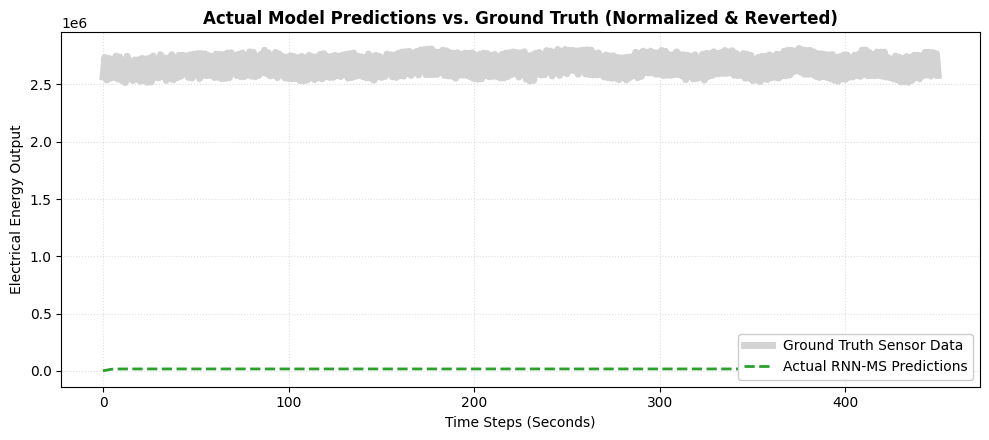 Actual Model Predictions vs. Ground Truth (Normalized & Reverted)
1e6
2.5
2.0
1.5
1.0
0.5
0.0
Electrical Energy Output
Ground Truth Sensor Data
Actual RNN-MS Predictions
0 100 200 300 400
Time Steps (Seconds)